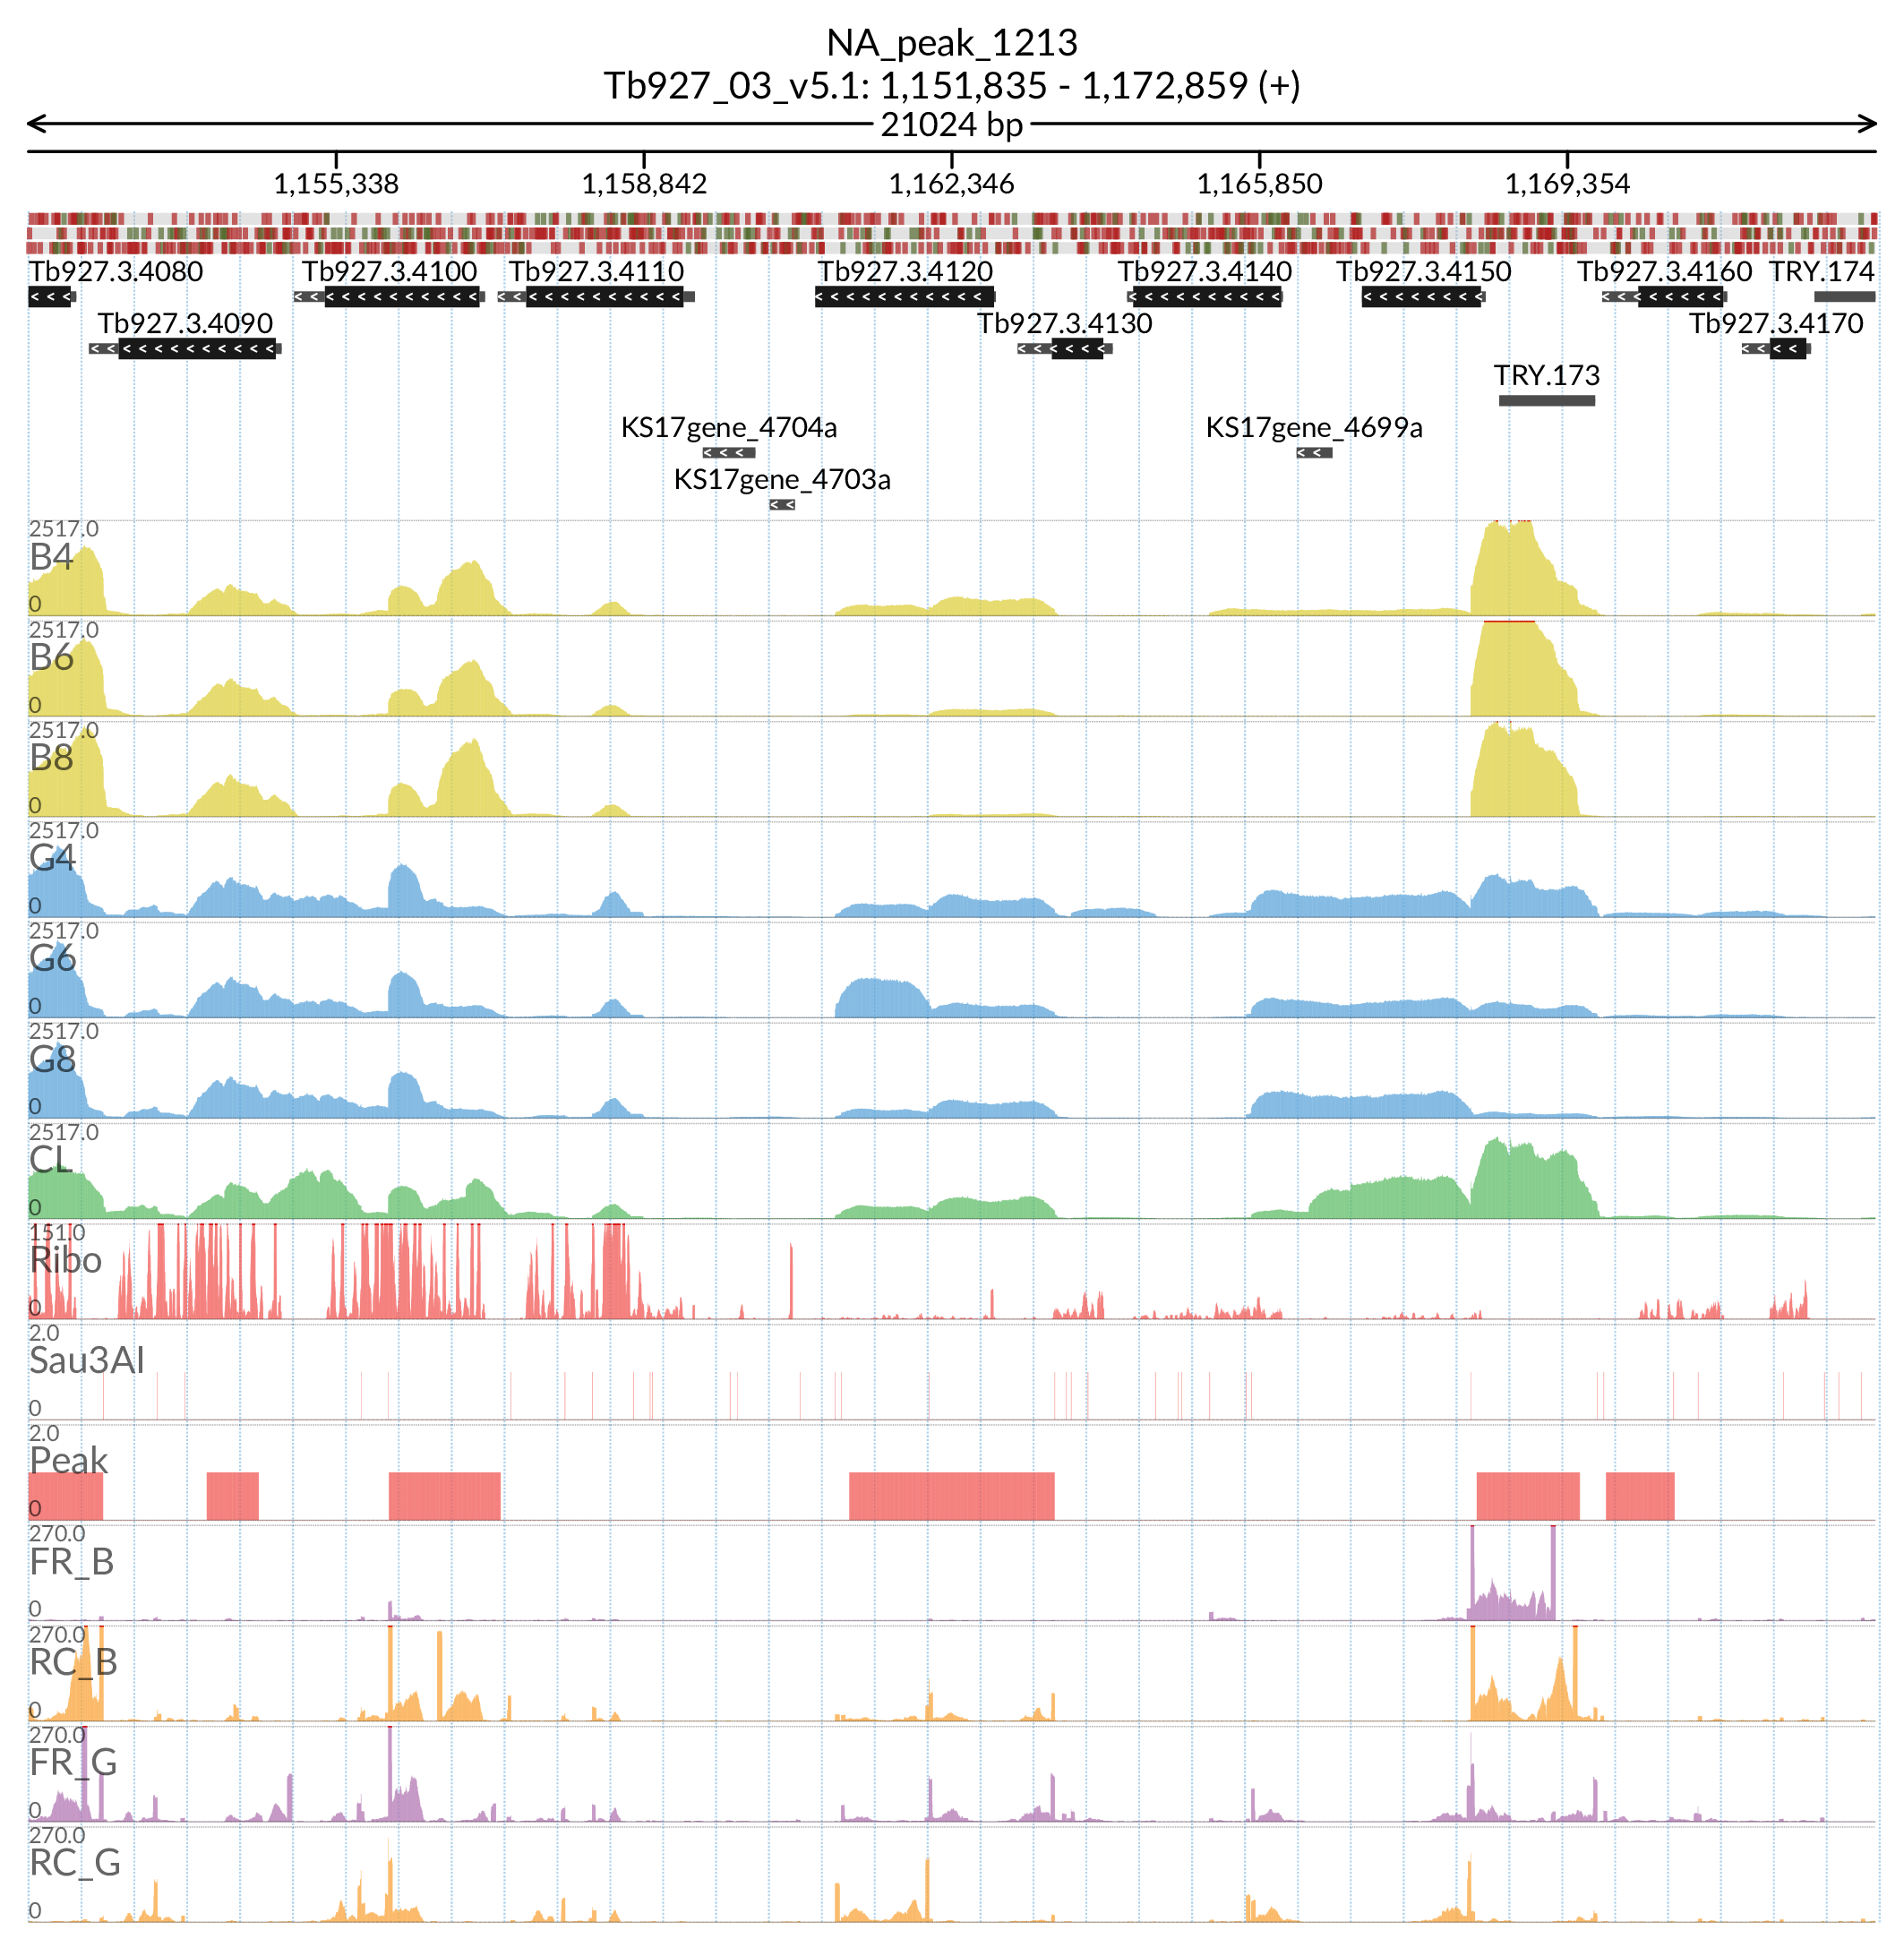 NA_peak_1213
Tb927_03_v5.1: 1,151,835 - 1,172,859 (+)
21024 bp
1,155,338 1,158,842 1,162,346 1,165,850 1,169,354
Tb927.3.4080 Tb927.3.4100 Tb927.3.4110 Tb927.3.4120 Tb927.3.4140 Tb927.3.4150 Tb927.3.4160 TRY.174
Tb927.3.4090 Tb927.3.4130 Tb927.3.4170
TRY.173
KS17gene_4704a KS17gene_4699a
KS17gene_4703a
2517.0
B4
0
2517.0
B6
0
2517.0
B8
0
2517.0
G4
0
2517.0
G6
0
2517.0
G8
0
2517.0
CL
0
151.0
Ribo
0
2.0
Sau3AI
0
2.0
Peak
0
270.0
FR_B
0
270.0
RC_B
0
270.0
FR_G
0
270.0
RC_G
0